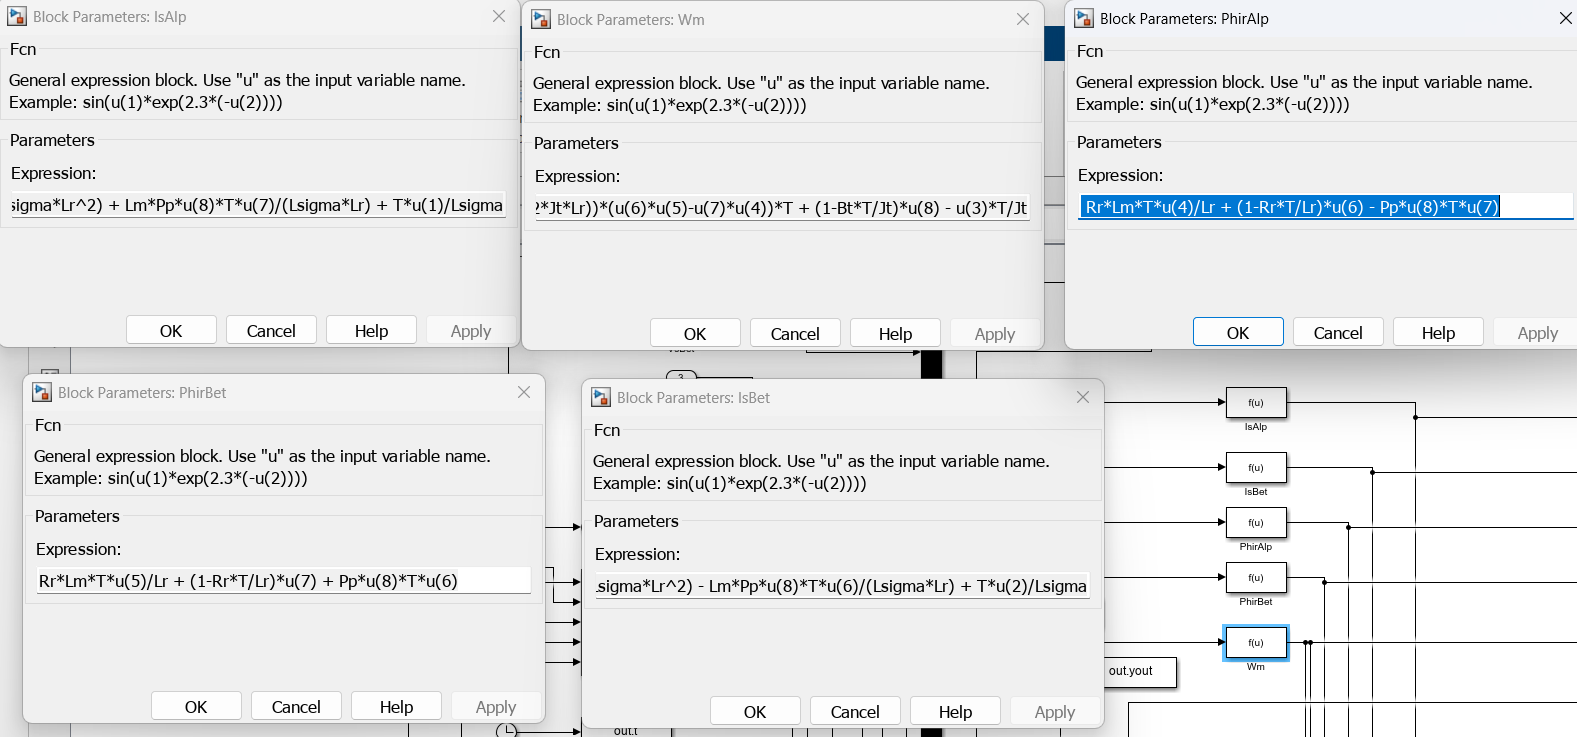 Block Parameters: IsAlp
Fcn
General expression block. Use "u" as the input variable name.
Example: sin(u(1)*exp(2.3*(-u(2))))
Parameters
Expression:
sigma*Lr^2) + Lm*Pp*u(8)*T*u(7)/(Lsigma*Lr) + T*u(1)/Lsigma
OK
Cancel
Help
Apply
Block Parameters: Wm
Fcn
General expression block. Use "u" as the input variable name.
Example: sin(u(1)*exp(2.3*(-u(2))))
Parameters
Expression:
*Jt*Lr))*(u(6)*u(5)-u(7)*u(4))*T + (1-Bt*T/Jt)*u(8) - u(3)*T/Jt
OK
Cancel
Help
Apply
Block Parameters: PhirAlp
Fcn
General expression block. Use "u" as the input variable name.
Example: sin(u(1)*exp(2.3*(-u(2))))
Parameters
Expression:
Rr*Lm*T*u(4)/Lr + (1-Rr*T/Lr)*u(6) - Pp*u(8)*T*u(7)
OK
Cancel
Help
Apply
Block Parameters: PhirBet
Fcn
General expression block. Use "u" as the input variable name.
Example: sin(u(1)*exp(2.3*(-u(2))))
Parameters
Expression:
Rr*Lm*T*u(5)/Lr + (1-Rr*T/Lr)*u(7) + Pp*u(8)*T*u(6)
OK
Cancel
Help
Apply
Block Parameters: IsBet
Fcn
General expression block. Use "u" as the input variable name.
Example: sin(u(1)*exp(2.3*(-u(2))))
Parameters
Expression:
sigma*Lr^2) - Lm*Pp*u(8)*T*u(6)/(Lsigma*Lr) + T*u(2)/Lsigma
OK
Cancel
Help
Apply
f(u)
IsAlp
f(u)
IsBet
f(u)
PhirAlp
f(u)
PhirBet
f(u)
Wm
out.yout
out.t